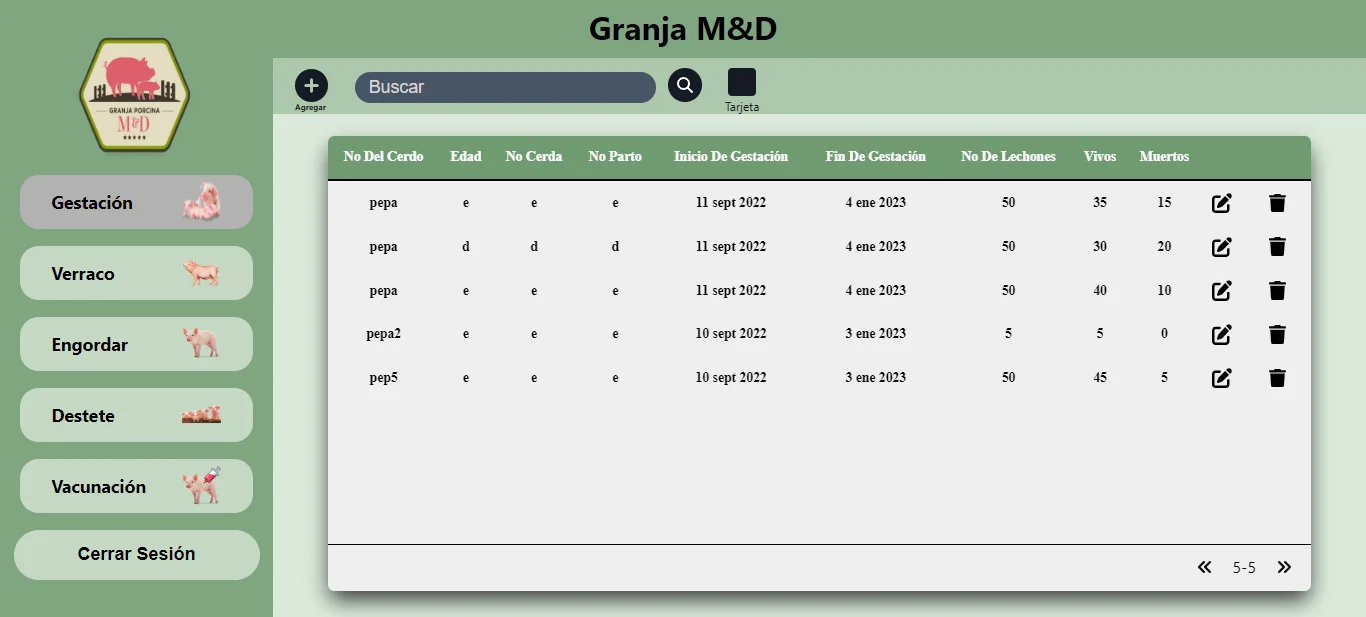 Granja M&D
GRANJA PORCINA
M&D
Agregar
Buscar
Tarjeta
Gestación
Verraco
Engordar
Destete
Vacunación
Cerrar Sesión
No Del Cerdo Edad No Cerda No Parto Inicio De Gestación Fin De Gestación No De Lechones Vivos Muertos
pepa e e e 11 sept 2022 4 ene 2023 50 35 15
pepa d d d 11 sept 2022 4 ene 2023 50 30 20
pepa e e e 11 sept 2022 4 ene 2023 50 40 10
pepa2 e e e 10 sept 2022 3 ene 2023 5 5 0
pep5 e e e 10 sept 2022 3 ene 2023 50 45 5
5-5